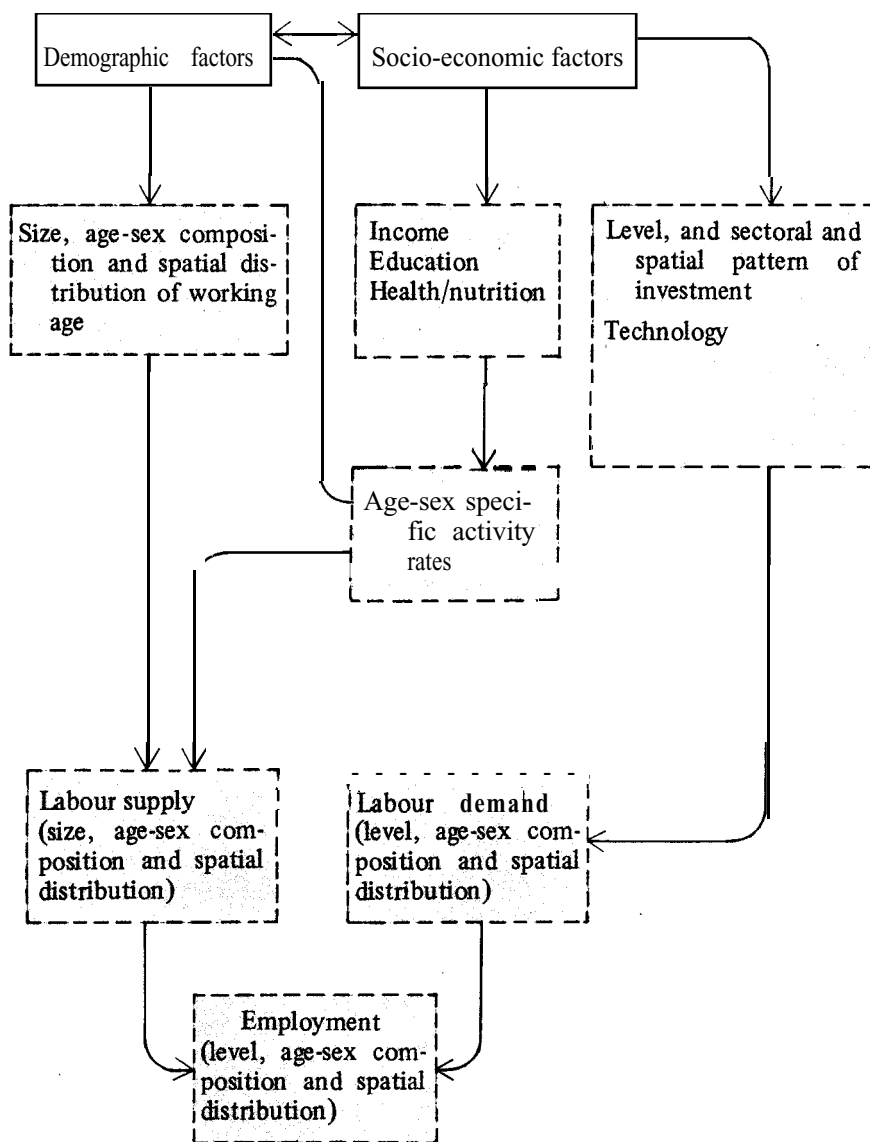 Demographic factors
Socio-economic factors
Size, age-sex composi-
tion and spatial dis-
tribution of working
age
Income
Education
Health/nutrition
Level, and sectoral and
spatial pattern of
investment
Technology
Age-sex speci-
fic activity
rates
Labour supply
(size, age-sex com-
position and spatial
distribution)
Labour demand
(level, age-sex com-
position and spatial
distribution)
Employment
(level, age-sex com-
position and spatial
distribution)